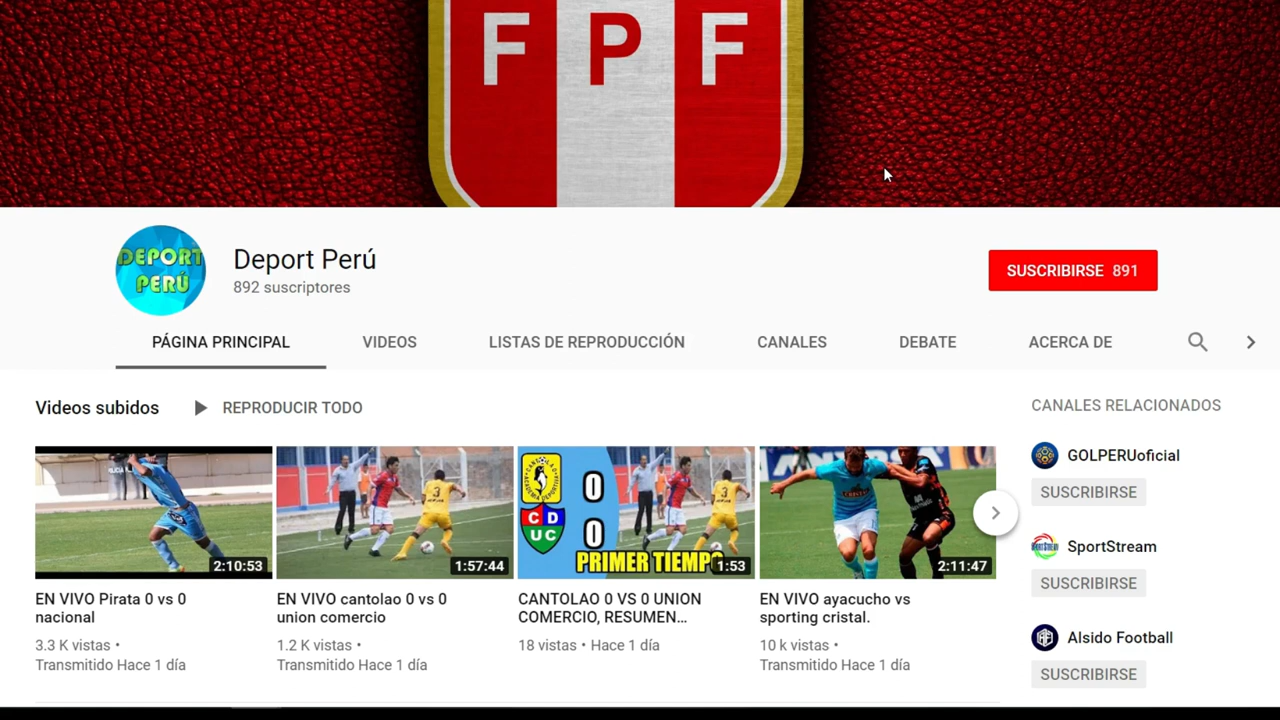 F P F
DEPORT
PERÚ
Deport Perú
892 suscriptores
SUSCRIBIRSE 891
PÁGINA PRINCIPAL VIDEOS LISTAS DE REPRODUCCIÓN CANALES DEBATE ACERCA DE
Videos subidos REPRODUCIR TODO
CANALES RELACIONADOS
2:10:53
1:57:44
0
0
C D
U C
PRIMER TIEMPO
1:53
2:11:47
EN VIVO Pirata 0 vs 0
nacional
3.3 K vistas •
Transmitido Hace 1 día
EN VIVO cantolao 0 vs 0
union comercio
1.2 K vistas •
Transmitido Hace 1 día
CANTOLAO 0 VS 0 UNION
COMERCIO, RESUMEN...
18 vistas • Hace 1 día
EN VIVO ayacucho vs
sporting cristal.
10 k vistas •
Transmitido Hace 1 día
GOLPERUoficial
SUSCRIBIRSE
SportStream
SUSCRIBIRSE
Alsido Football
SUSCRIBIRSE